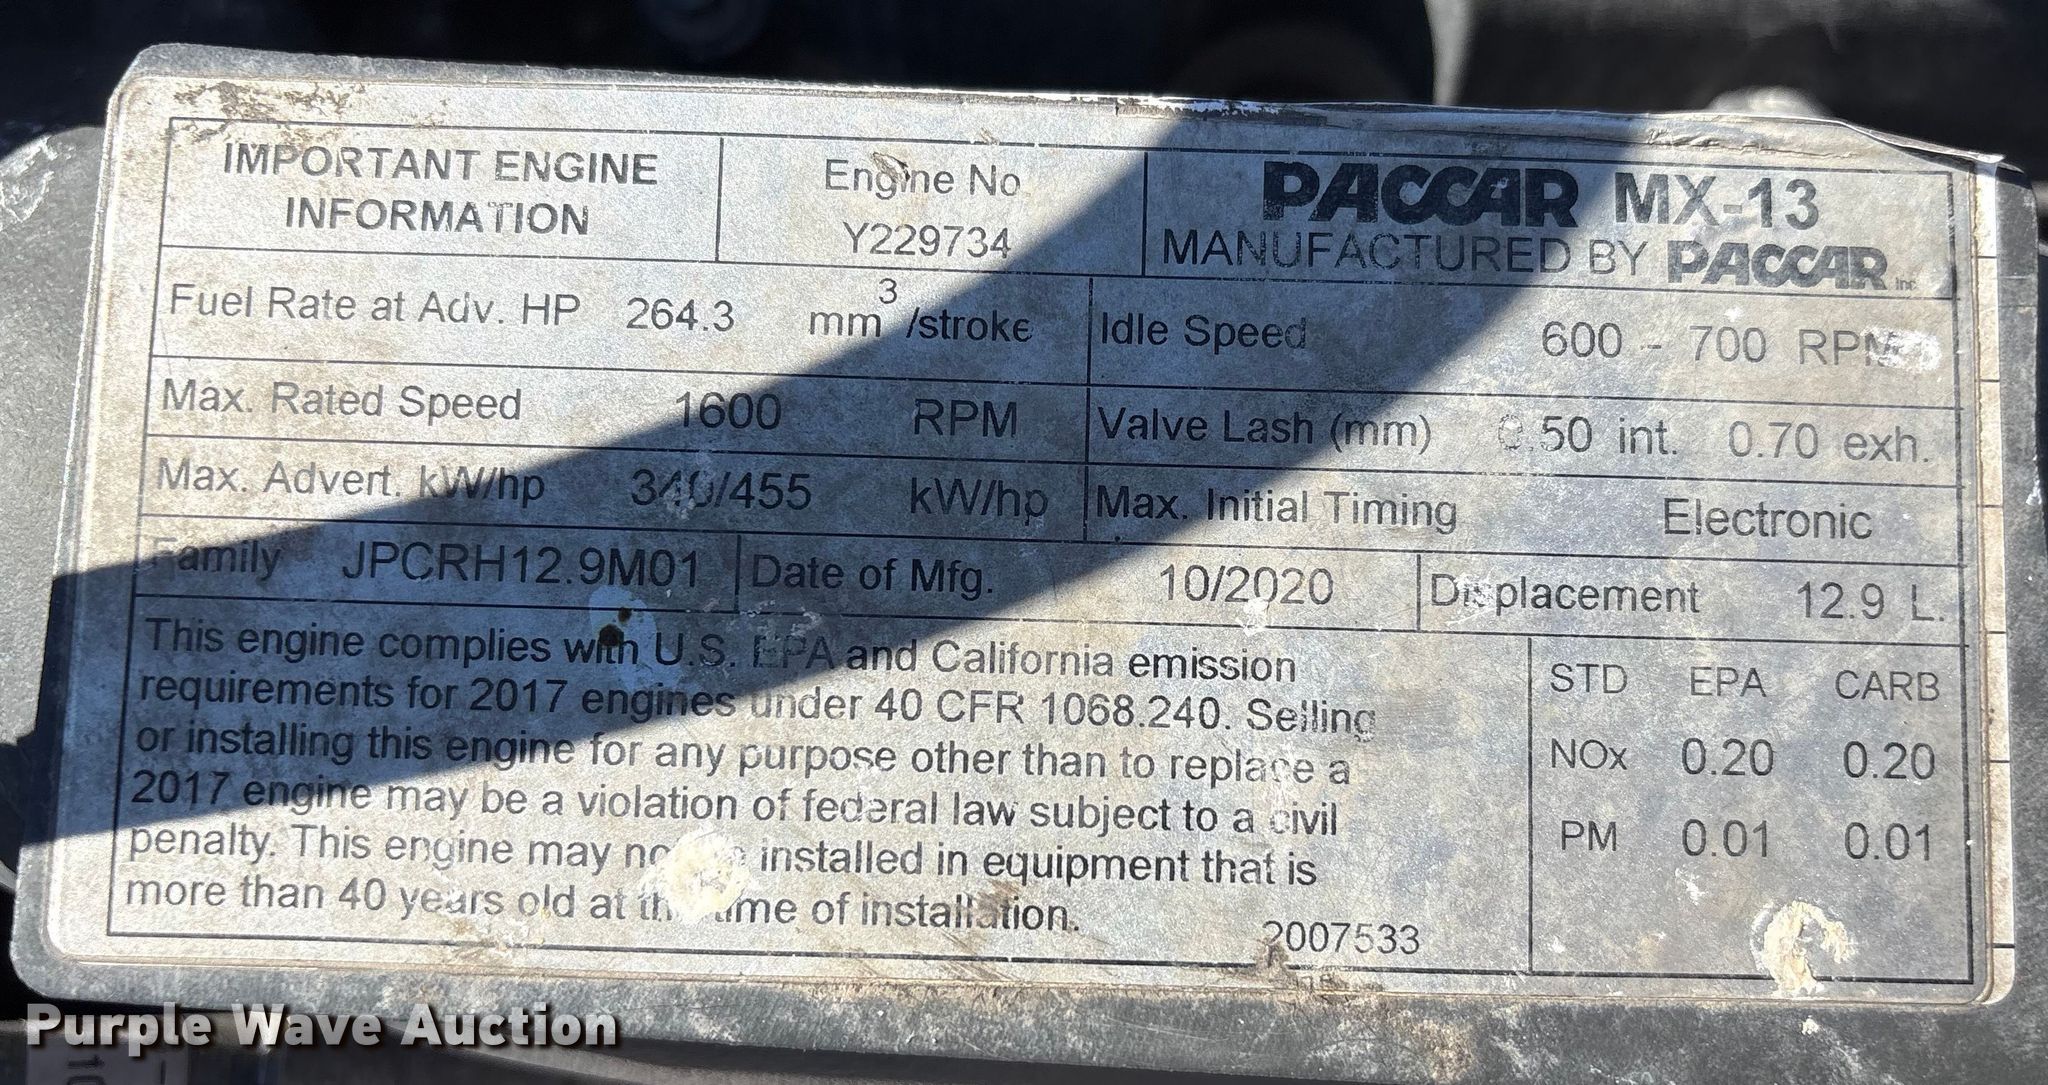 IMPORTANT ENGINE
INFORMATION
Engine No
Y229734
PACCAR MX-13
MANUFACTURED BY PACCAR Inc.
Fuel Rate at Adv. HP 264.3 mm3/stroke
Idle Speed 600 - 700 RPM
Max. Rated Speed 1600 RPM
Valve Lash (mm) 0.50 int. 0.70 exh.
Max. Advert. kW/hp 340/455 kW/hp
Max. Initial Timing Electronic
Family JPCRH12.9M01
Date of Mfg. 10/2020
Displacement 12.9 L.
This engine complies with U.S. EPA and California emission
requirements for 2017 engines under 40 CFR 1068.240. Selling
or installing this engine for any purpose other than to replace a
2017 engine may be a violation of federal law subject to a civil
penalty. This engine may not be installed in equipment that is
more than 40 years old at the time of installation.
2007533
STD EPA CARB
NOx 0.20 0.20
PM 0.01 0.01
Purple Wave Auction